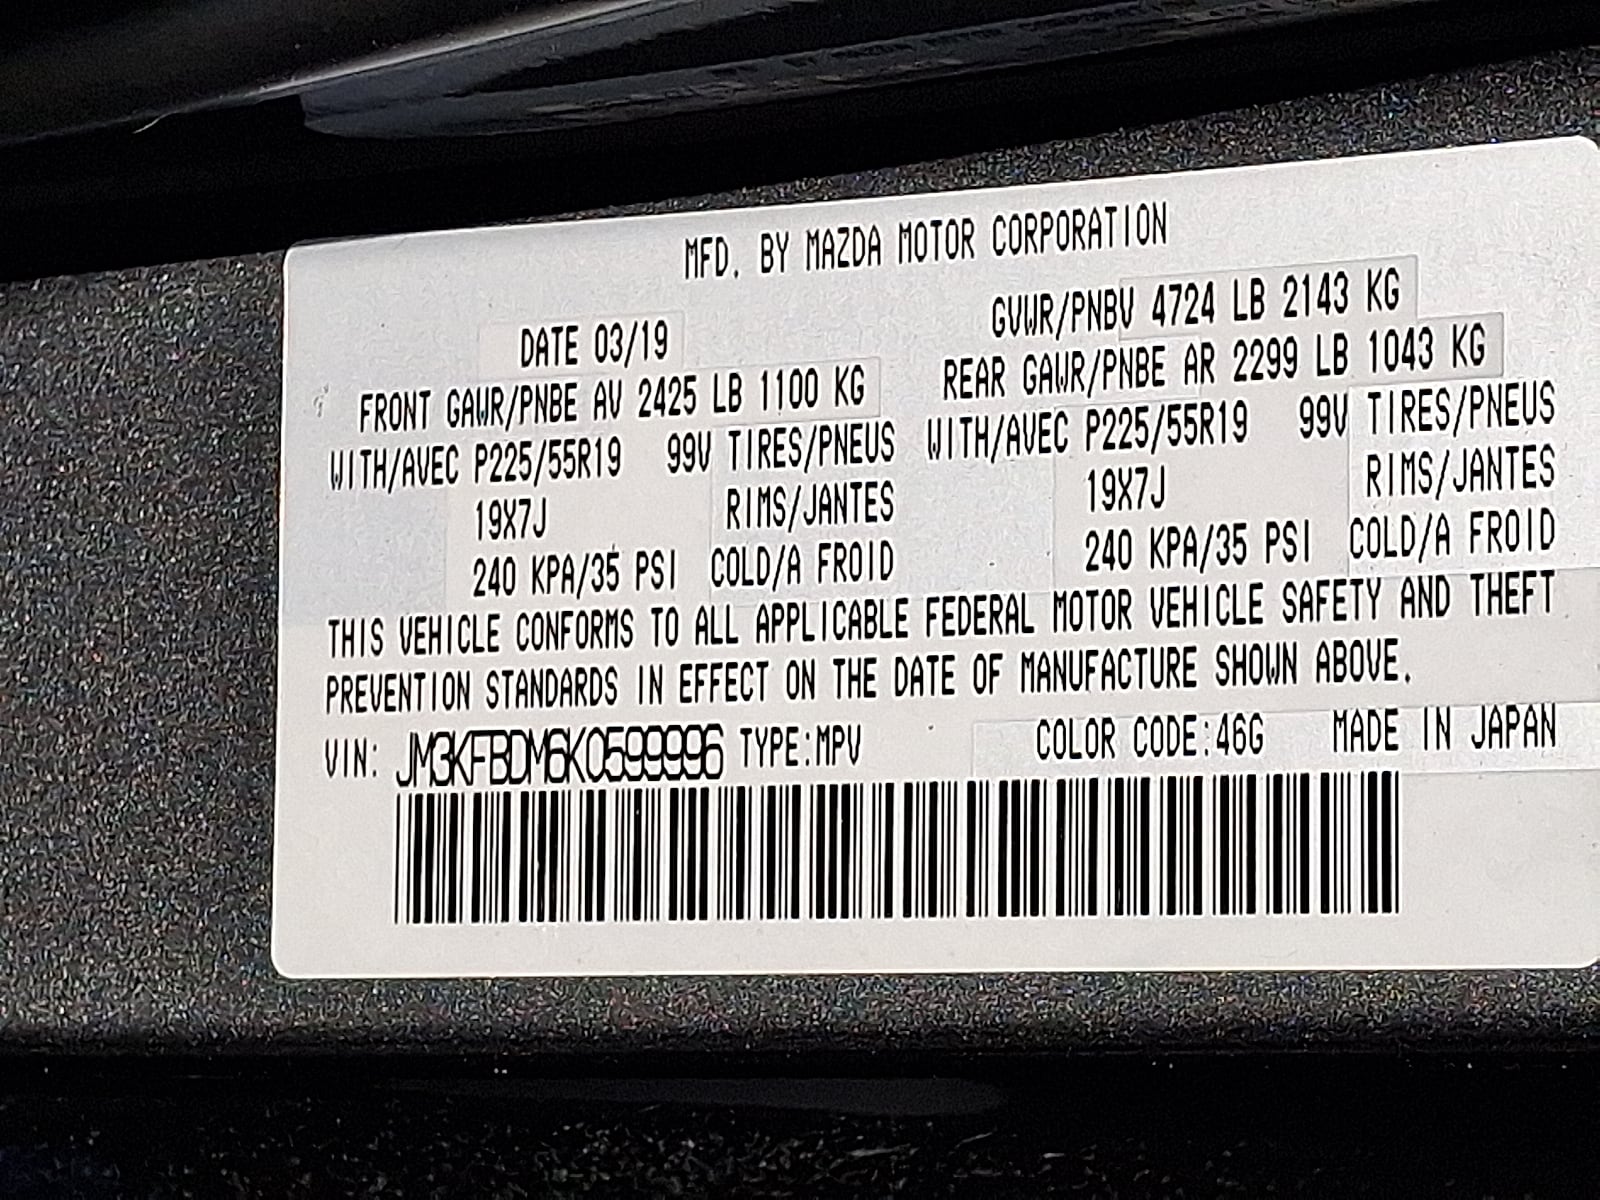 MFD. BY MAZDA MOTOR CORPORATION
DATE 03/19 GVWR/PNBV 4724 LB 2143 KG
FRONT GAWR/PNBE AV 2425 LB 1100 KG REAR GAWR/PNBE AR 2299 LB 1043 KG
WITH/AVEC P225/55R19 99V TIRES/PNEUS WITH/AVEC P225/55R19 99V TIRES/PNEUS
19X7J RIMS/JANTES 19X7J RIMS/JANTES
240 KPA/35 PSI COLD/A FROID 240 KPA/35 PSI COLD/A FROID
THIS VEHICLE CONFORMS TO ALL APPLICABLE FEDERAL MOTOR VEHICLE SAFETY AND THEFT
PREVENTION STANDARDS IN EFFECT ON THE DATE OF MANUFACTURE SHOWN ABOVE.
VIN: JM3KFBDM6K0599996 TYPE:MPV COLOR CODE:46G MADE IN JAPAN